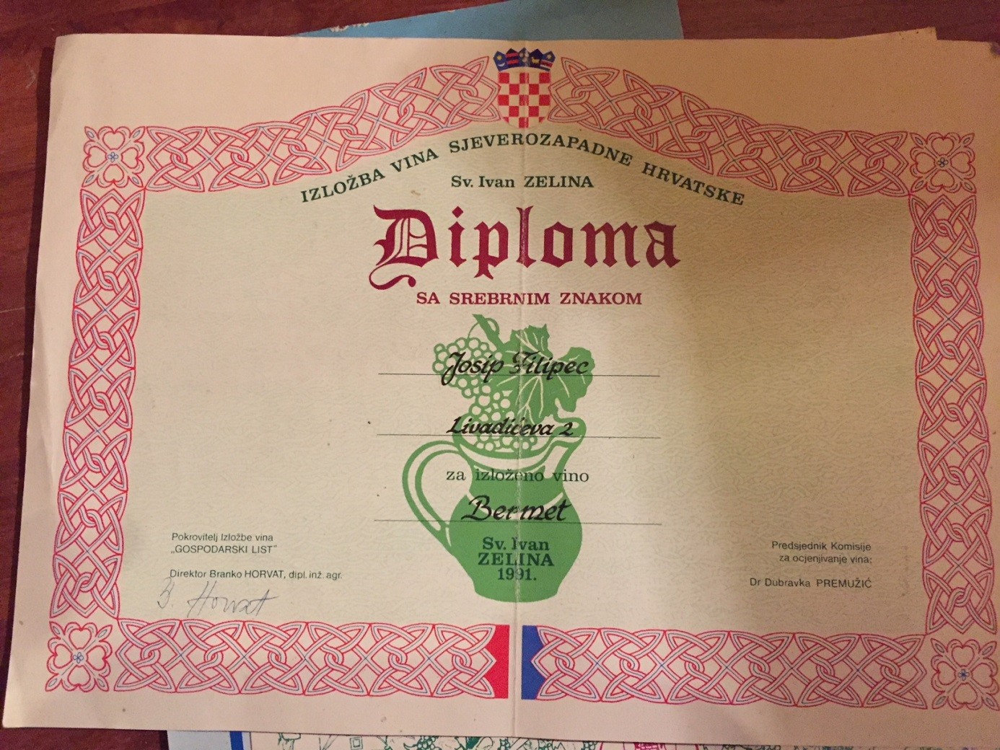 IZLOŽBA VINA SJEVEROZAPADNE HRVATSKE
Sv. Ivan ZELINA
Diploma
SA SREBRNIM ZNAKOM
Josip Filipec
Livadićeva 2
za izloženo vino
Bermet
Sv. Ivan
ZELINA
1991.
Pokrovitelj Izložbe vina
„GOSPODARSKI LIST”
Direktor Branko HORVAT, dipl. inž. agr.
B. Horvat
Predsjednik Komisije
za ocjenjivanje vina:
Dr Dubravka PREMUŽIĆ